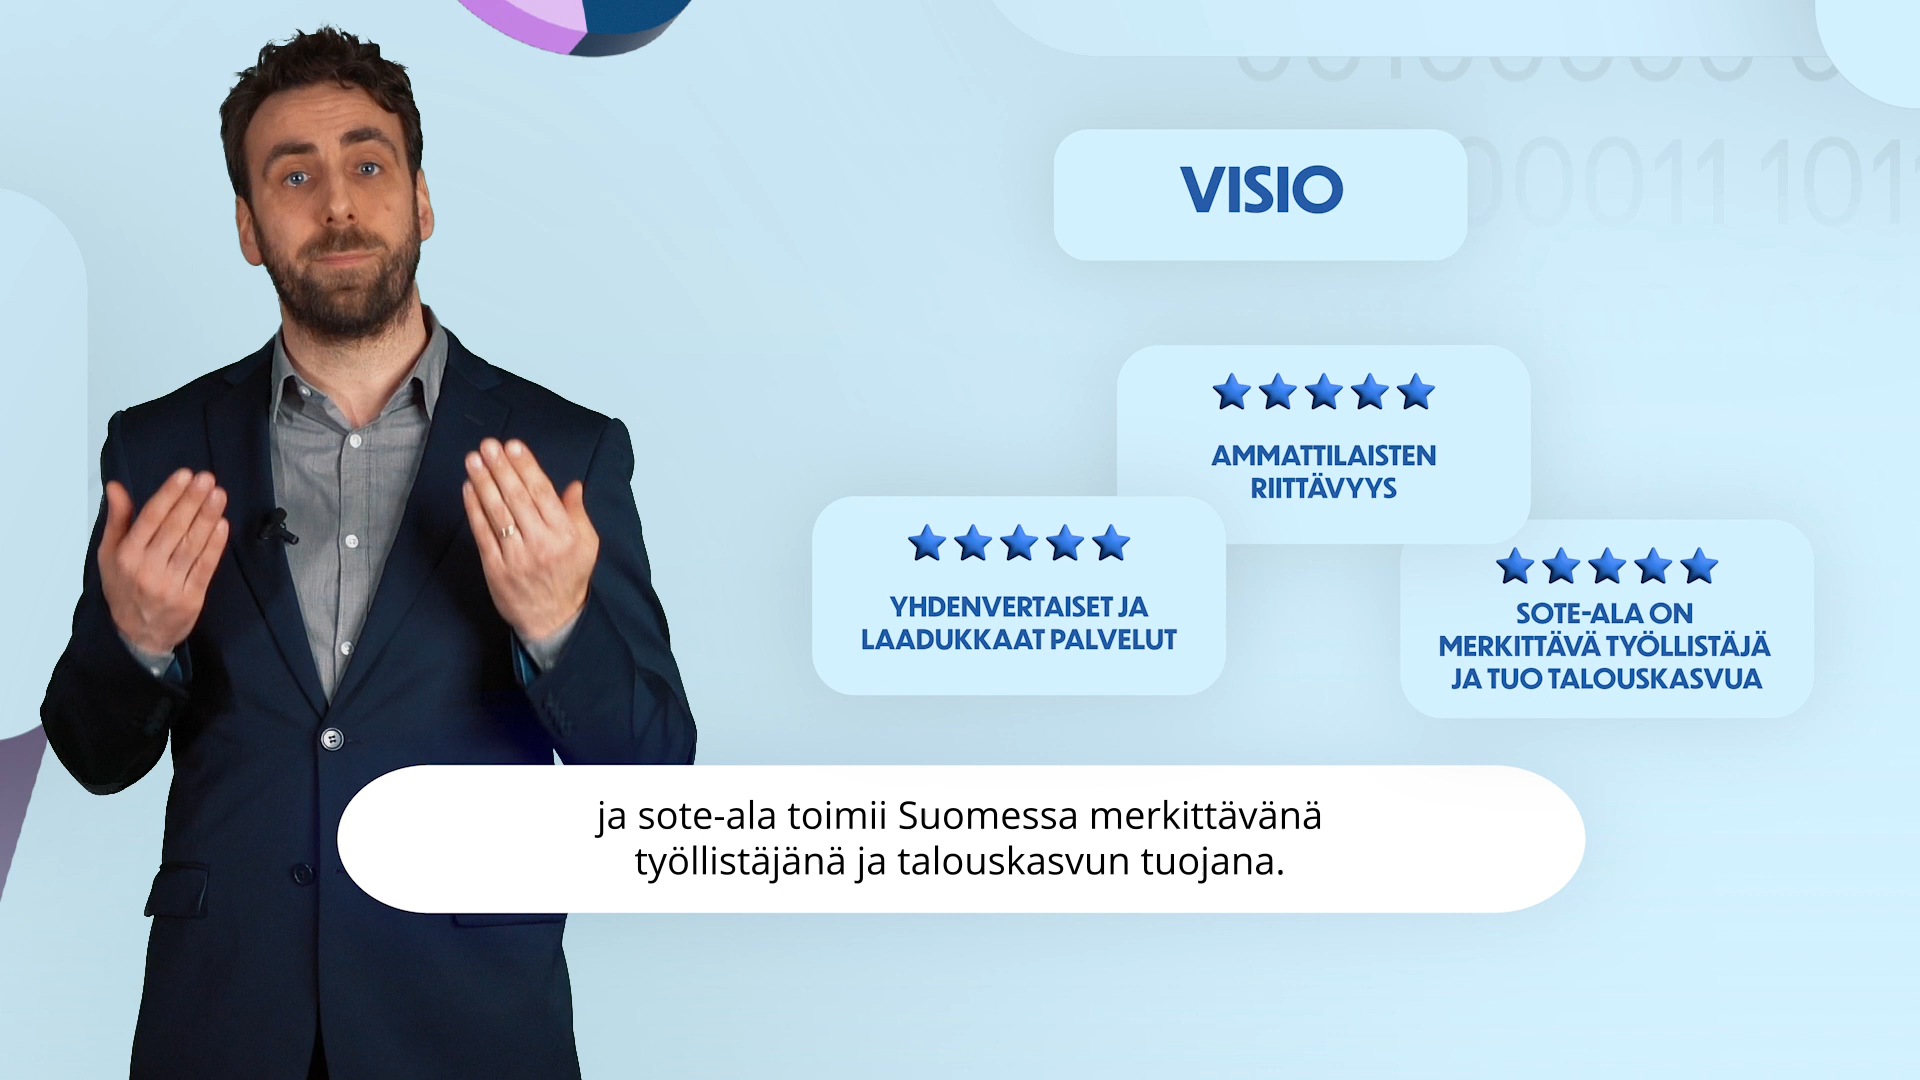 VISIO
AMMATTILAISTEN
RIITTÄVYYS
YHDENVERTAISET JA
LAADUKKAAT PALVELUT
SOTE-ALA ON
MERKITTÄVÄ TYÖLLISTÄJÄ
JA TUO TALOUSKASVUA
ja sote-ala toimii Suomessa merkittävänä
työllistäjänä ja talouskasvun tuojana.